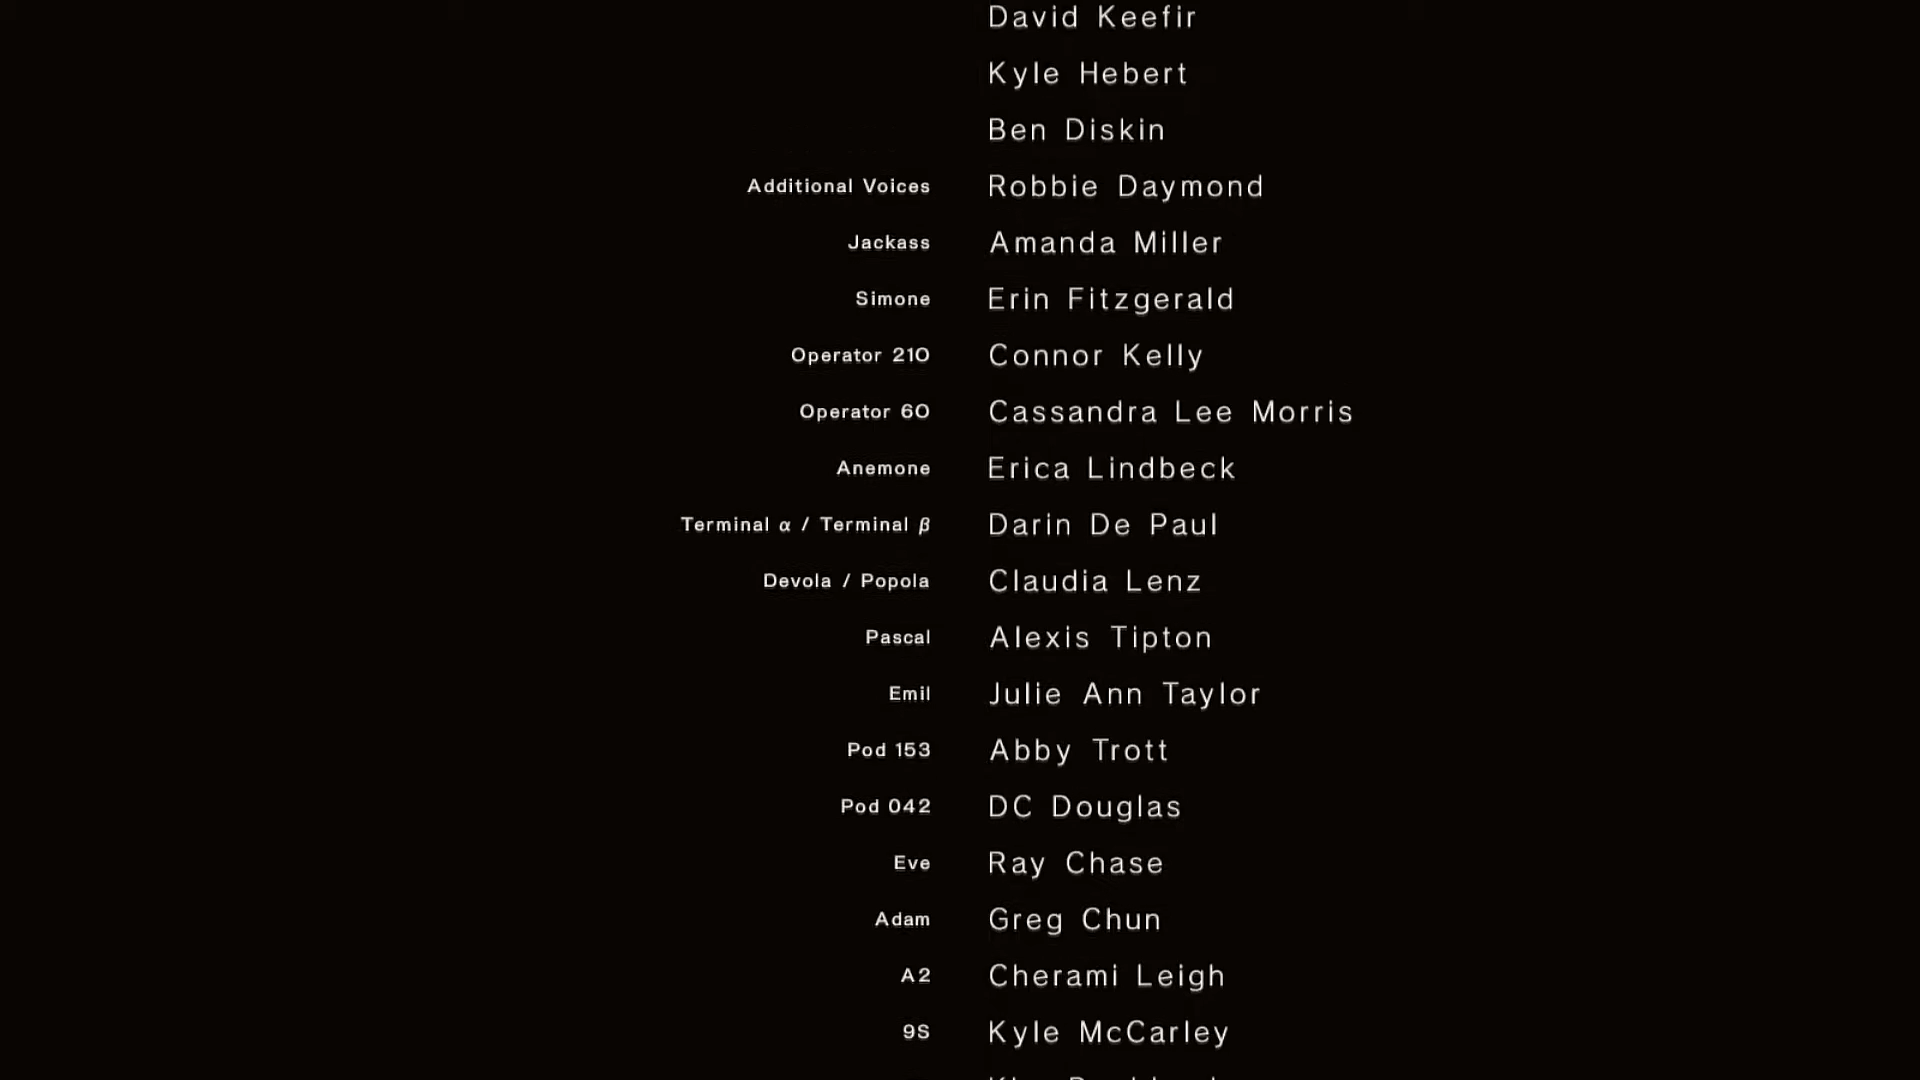 David Keefir
Kyle Hebert
Ben Diskin
Additional Voices Robbie Daymond
Jackass Amanda Miller
Simone Erin Fitzgerald
Operator 21O Connor Kelly
Operator 6O Cassandra Lee Morris
Anemone Erica Lindbeck
Terminal α / Terminal β Darin De Paul
Devola / Popola Claudia Lenz
Pascal Alexis Tipton
Emil Julie Ann Taylor
Pod 153 Abby Trott
Pod 042 DC Douglas
Eve Ray Chase
Adam Greg Chun
A2 Cherami Leigh
9S Kyle McCarley